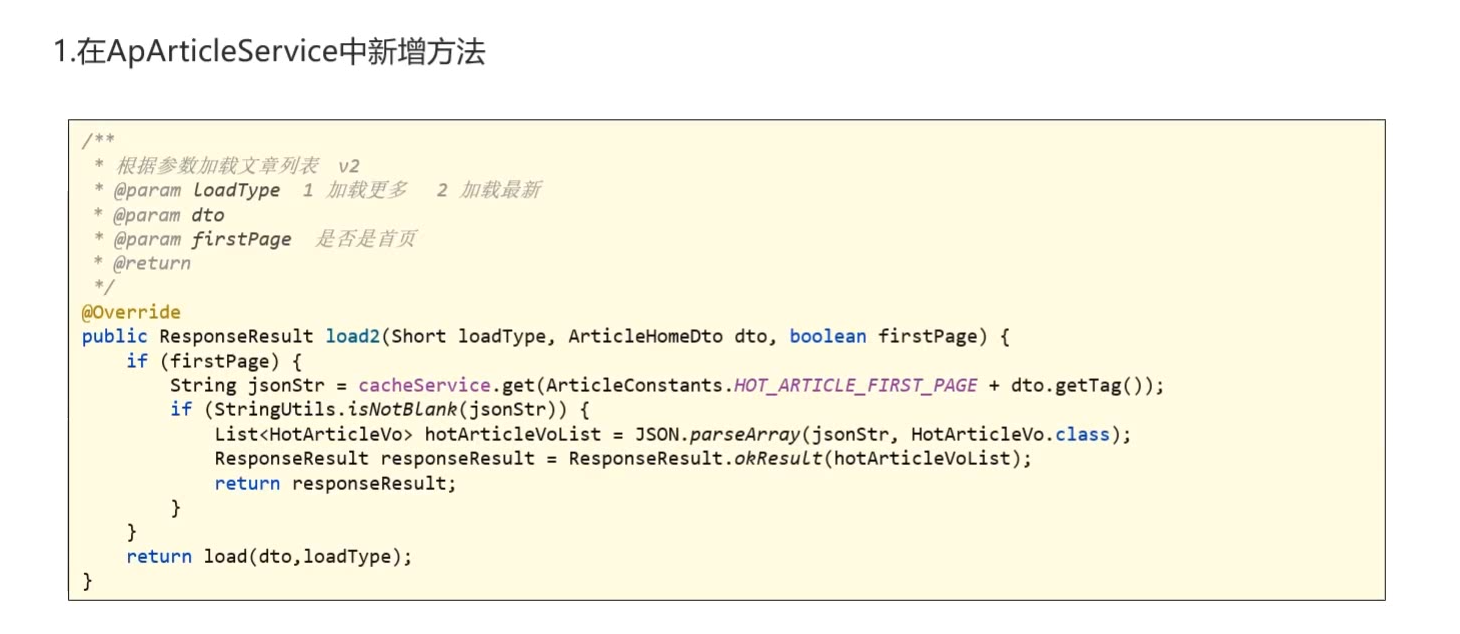 1.在ApArticleService中新增方法
/**
 * 根据参数加载文章列表  v2
 * @param loadType  1 加载更多   2 加载最新
 * @param dto
 * @param firstPage  是否是首页
 * @return
 */
@Override
public ResponseResult load2(Short loadType, ArticleHomeDto dto, boolean firstPage) {
    if (firstPage) {
        String jsonStr = cacheService.get(ArticleConstants.HOT_ARTICLE_FIRST_PAGE + dto.getTag());
        if (StringUtils.isNotBlank(jsonStr)) {
            List<HotArticleVo> hotArticleVoList = JSON.parseArray(jsonStr, HotArticleVo.class);
            ResponseResult responseResult = ResponseResult.okResult(hotArticleVoList);
            return responseResult;
        }
    }
    return load(dto,loadType);
}